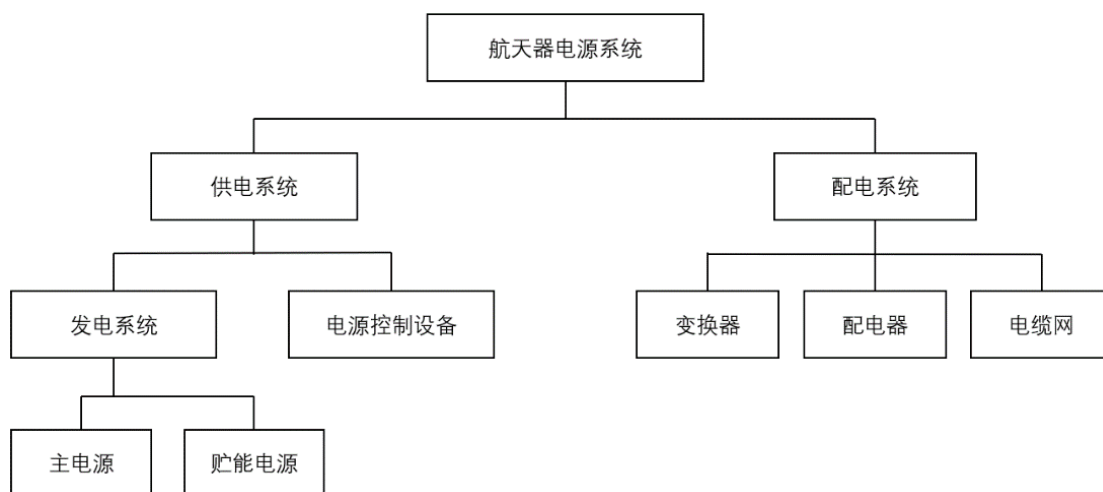 航天器电源系统
供电系统
配电系统
发电系统
电源控制设备
变换器
配电器
电缆网
主电源
贮能电源